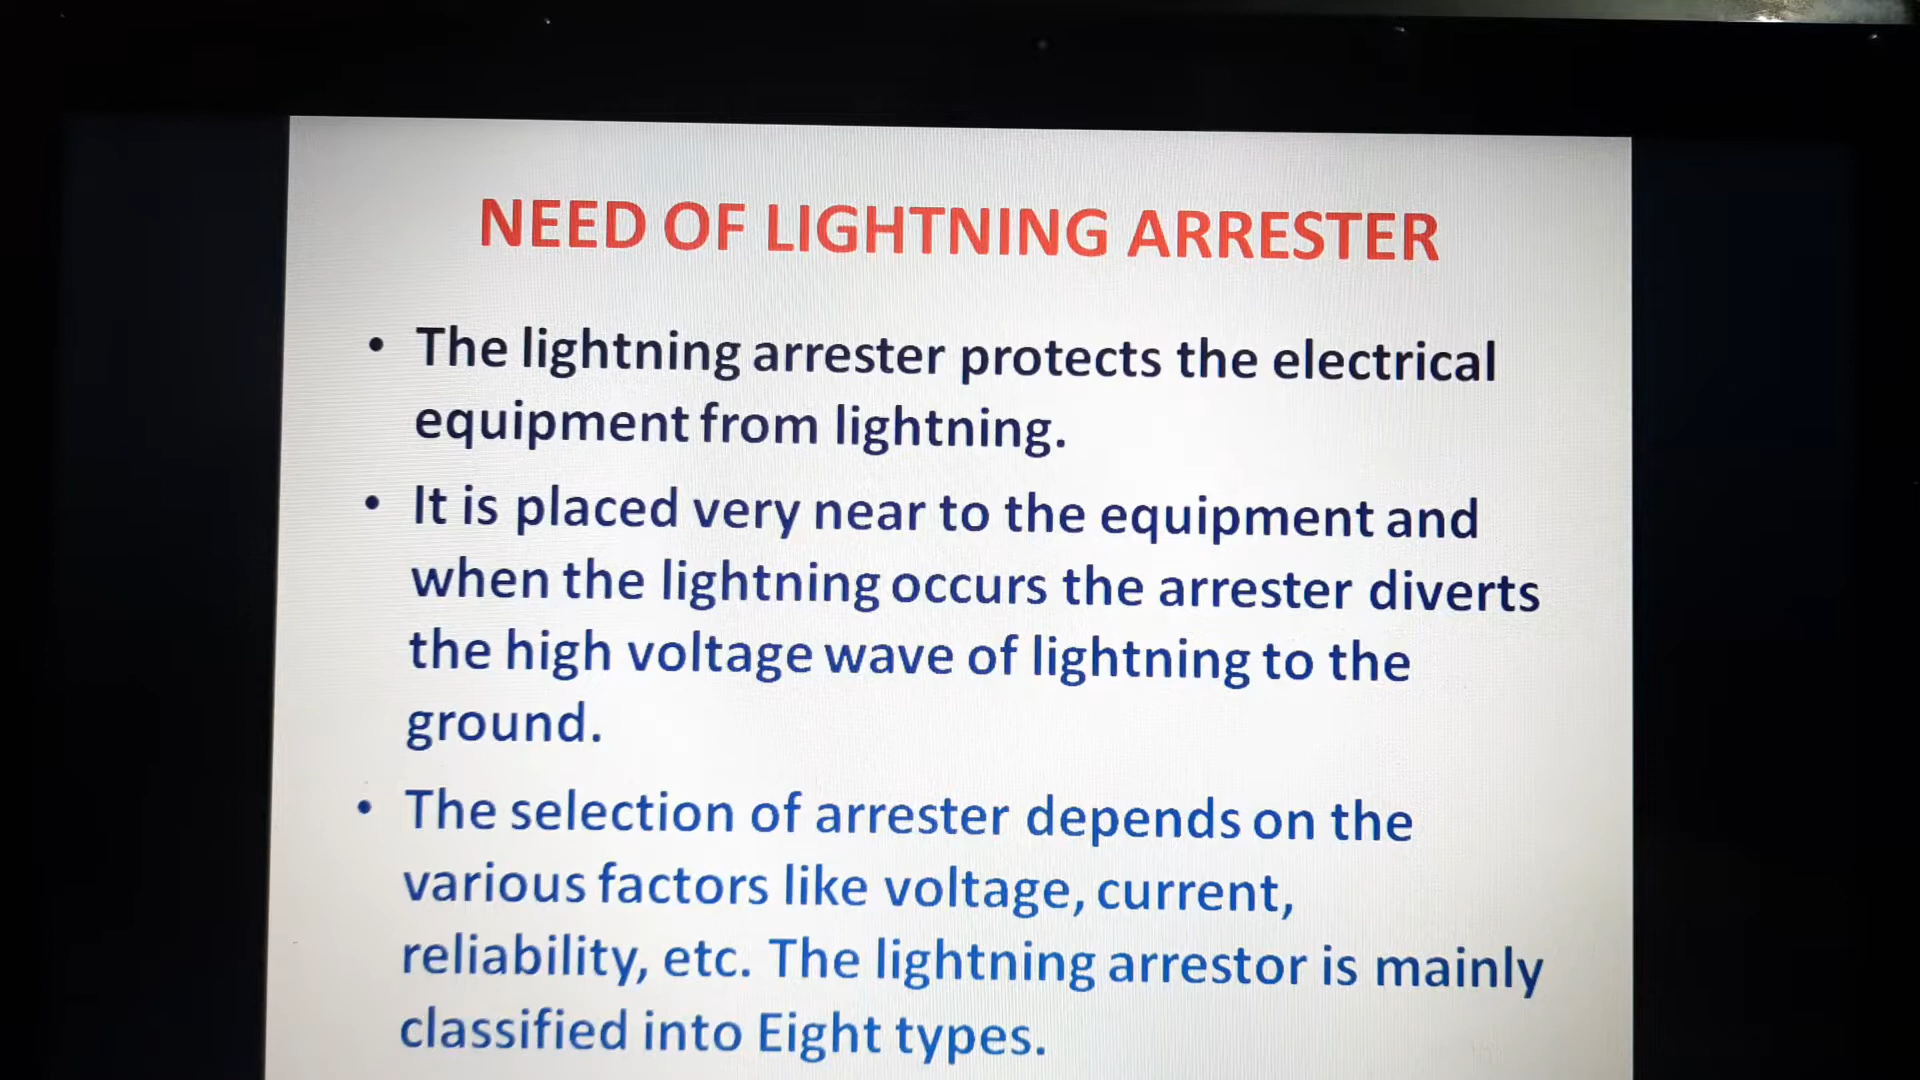 NEED OF LIGHTNING ARRESTER
• The lightning arrester protects the electrical
equipment from lightning.
• It is placed very near to the equipment and
when the lightning occurs the arrester diverts
the high voltage wave of lightning to the
ground.
• The selection of arrester depends on the
various factors like voltage, current,
reliability, etc. The lightning arrestor is mainly
classified into Eight types.